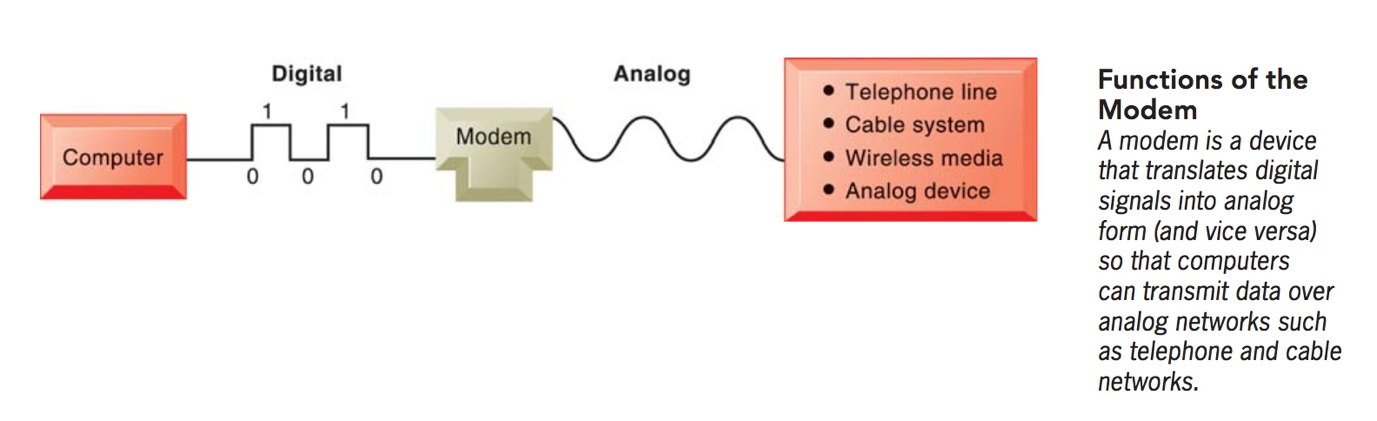 Digital
Analog
1 1
0 0 0
Computer
Modem
• Telephone line
• Cable system
• Wireless media
• Analog device
Functions of the
Modem
A modem is a device
that translates digital
signals into analog
form (and vice versa)
so that computers
can transmit data over
analog networks such
as telephone and cable
networks.